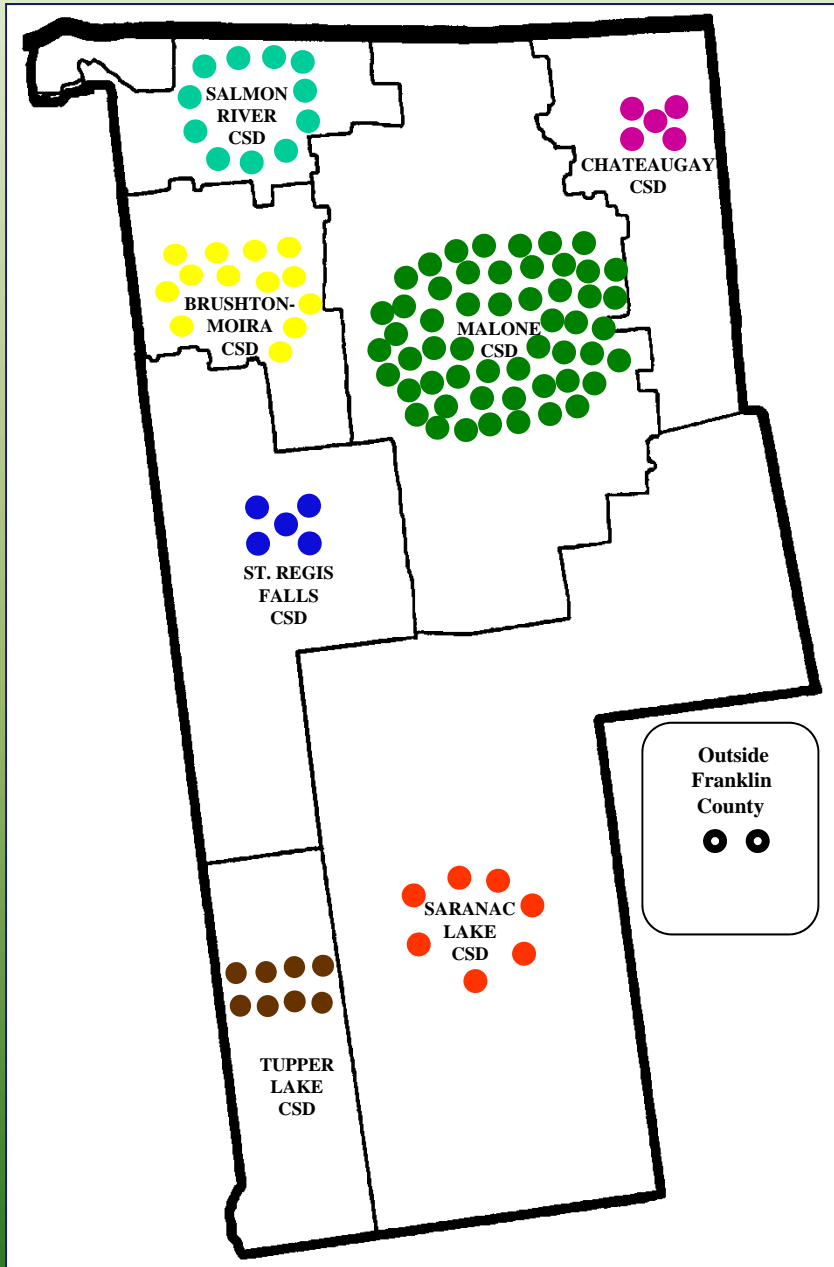 SALMON
RIVER
CSD
CHATEAUGAY
CSD
BRUSHTON-
MOIRA
CSD
MALONE
CSD
ST. REGIS
FALLS
CSD
Outside
Franklin
County
SARANAC
LAKE
CSD
TUPPER
LAKE
CSD